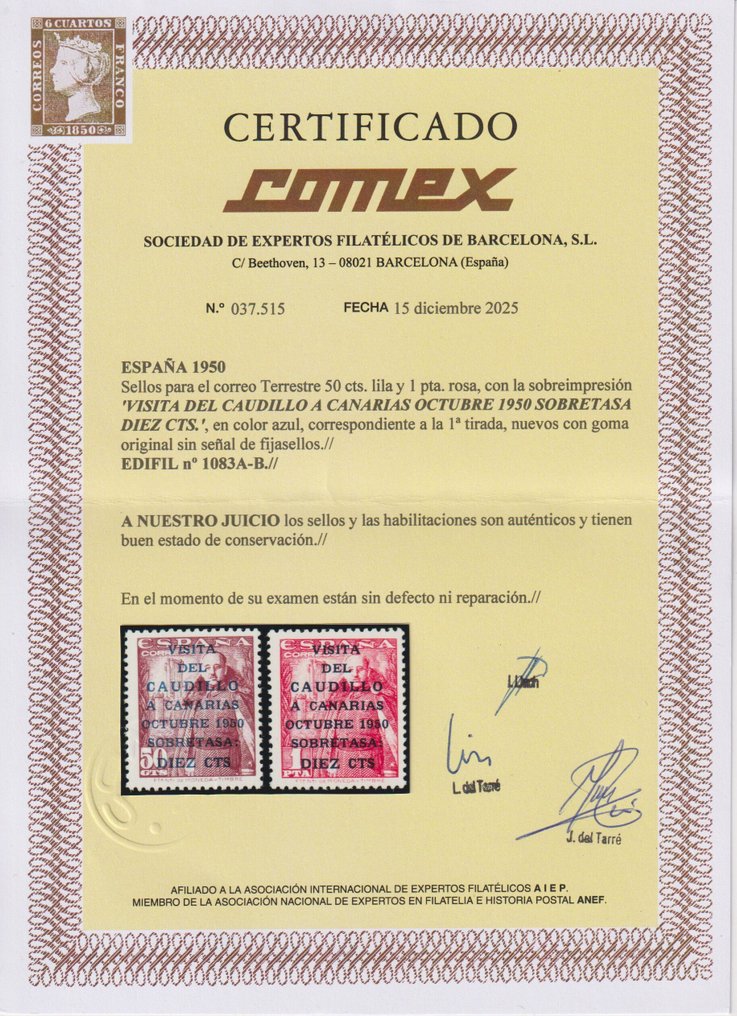 6 CUARTOS
CORREOS
FRANCO
1850
CERTIFICADO
comex
SOCIEDAD DE EXPERTOS FILATÉLICOS DE BARCELONA, S.L.
C/ Beethoven, 13 – 08021 BARCELONA (España)
N.º 037.515 FECHA 15 diciembre 2025
ESPAÑA 1950
Sellos para el correo Terrestre 50 cts. lila y 1 pta. rosa, con la sobreimpresión
'VISITA DEL CAUDILLO A CANARIAS OCTUBRE 1950 SOBRETASA
DIEZ CTS.', en color azul, correspondiente a la 1ª tirada, nuevos con goma
original sin señal de fijasellos.//
EDIFIL nº 1083A-B.//
A NUESTRO JUICIO los sellos y las habilitaciones son auténticos y tienen
buen estado de conservación.//
En el momento de su examen están sin defecto ni reparación.//
ESPAÑA
VISITA
DEL
CAUDILLO
A CANARIAS
OCTUBRE 1950
SOBRETASA:
DIEZ CTS
50
CTS
ESPAÑA
VISITA
DEL
CAUDILLO
A CANARIAS
OCTUBRE 1950
SOBRETASA:
DIEZ CTS
1
PTA
L. del Tarré
J. del Tarré
AFILIADO A LA ASOCIACIÓN INTERNACIONAL DE EXPERTOS FILATÉLICOS A I E P.
MIEMBRO DE LA ASOCIACIÓN NACIONAL DE EXPERTOS EN FILATELIA E HISTORIA POSTAL ANEF.